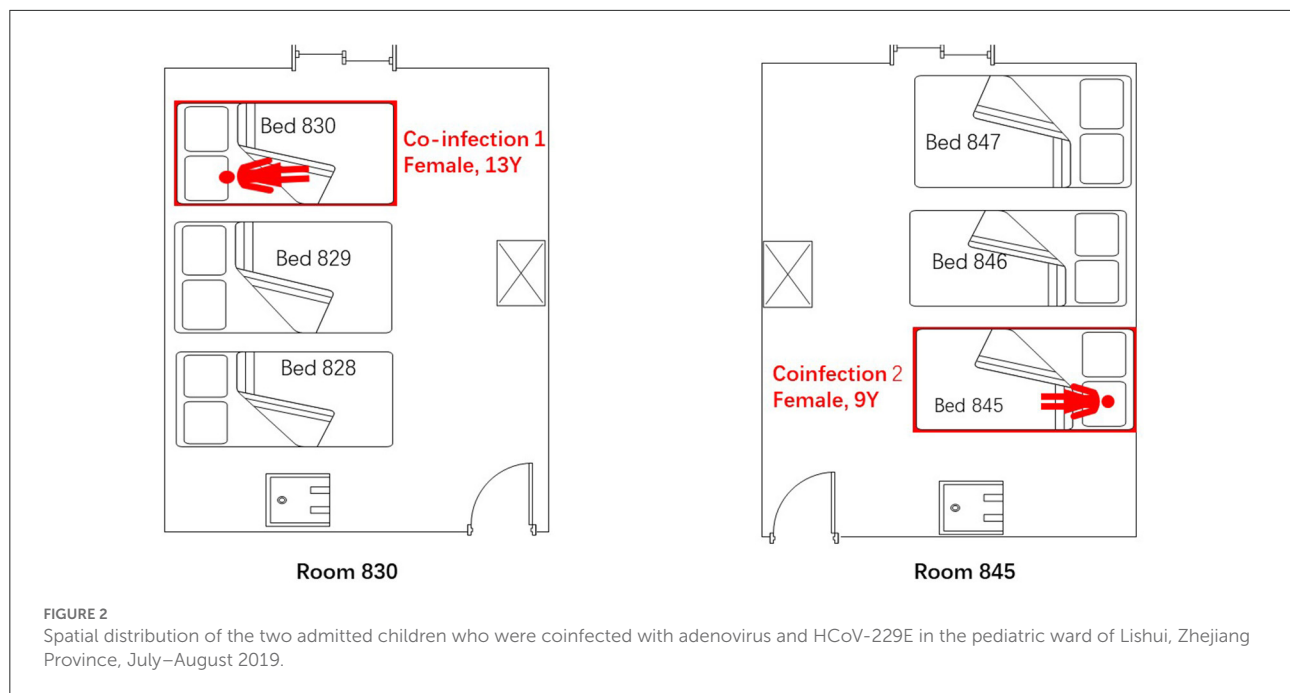 Bed 830
Co-infection 1
Female, 13Y
Bed 829
Bed 828
Room 830
Bed 847
Bed 846
Coinfection 2
Female, 9Y
Bed 845
Room 845
FIGURE 2
Spatial distribution of the two admitted children who were coinfected with adenovirus and HCoV-229E in the pediatric ward of Lishui, Zhejiang
Province, July–August 2019.